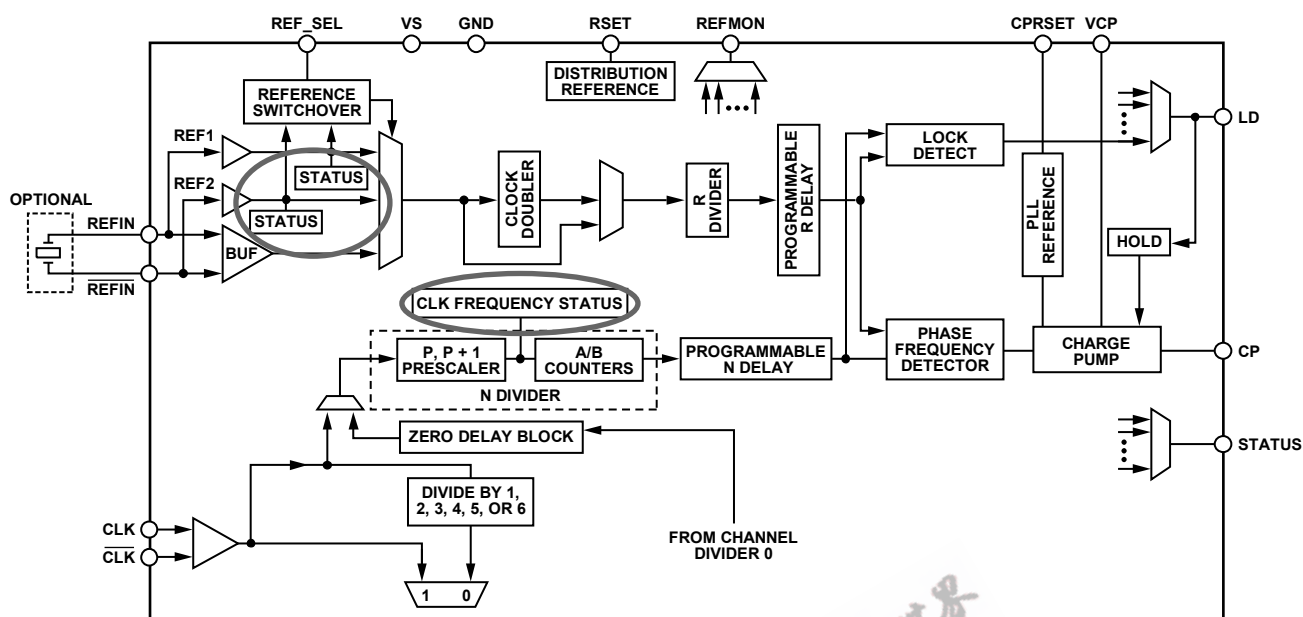 REF_SEL
VS
GND
RSET
REFMON
CPRSET
VCP
REFERENCE
SWITCHOVER
DISTRIBUTION
REFERENCE
REF1
REF2
STATUS
STATUS
BUF
OPTIONAL
REFIN
REFIN
CLOCK
DOUBLER
R
DIVIDER
PROGRAMMABLE
R DELAY
LOCK
DETECT
PLL
REFERENCE
LD
HOLD
CLK FREQUENCY STATUS
P, P + 1
PRESCALER
A/B
COUNTERS
N DIVIDER
PROGRAMMABLE
N DELAY
PHASE
FREQUENCY
DETECTOR
CHARGE
PUMP
CP
ZERO DELAY BLOCK
STATUS
DIVIDE BY 1,
2, 3, 4, 5, OR 6
CLK
CLK
FROM CHANNEL
DIVIDER 0
1 0